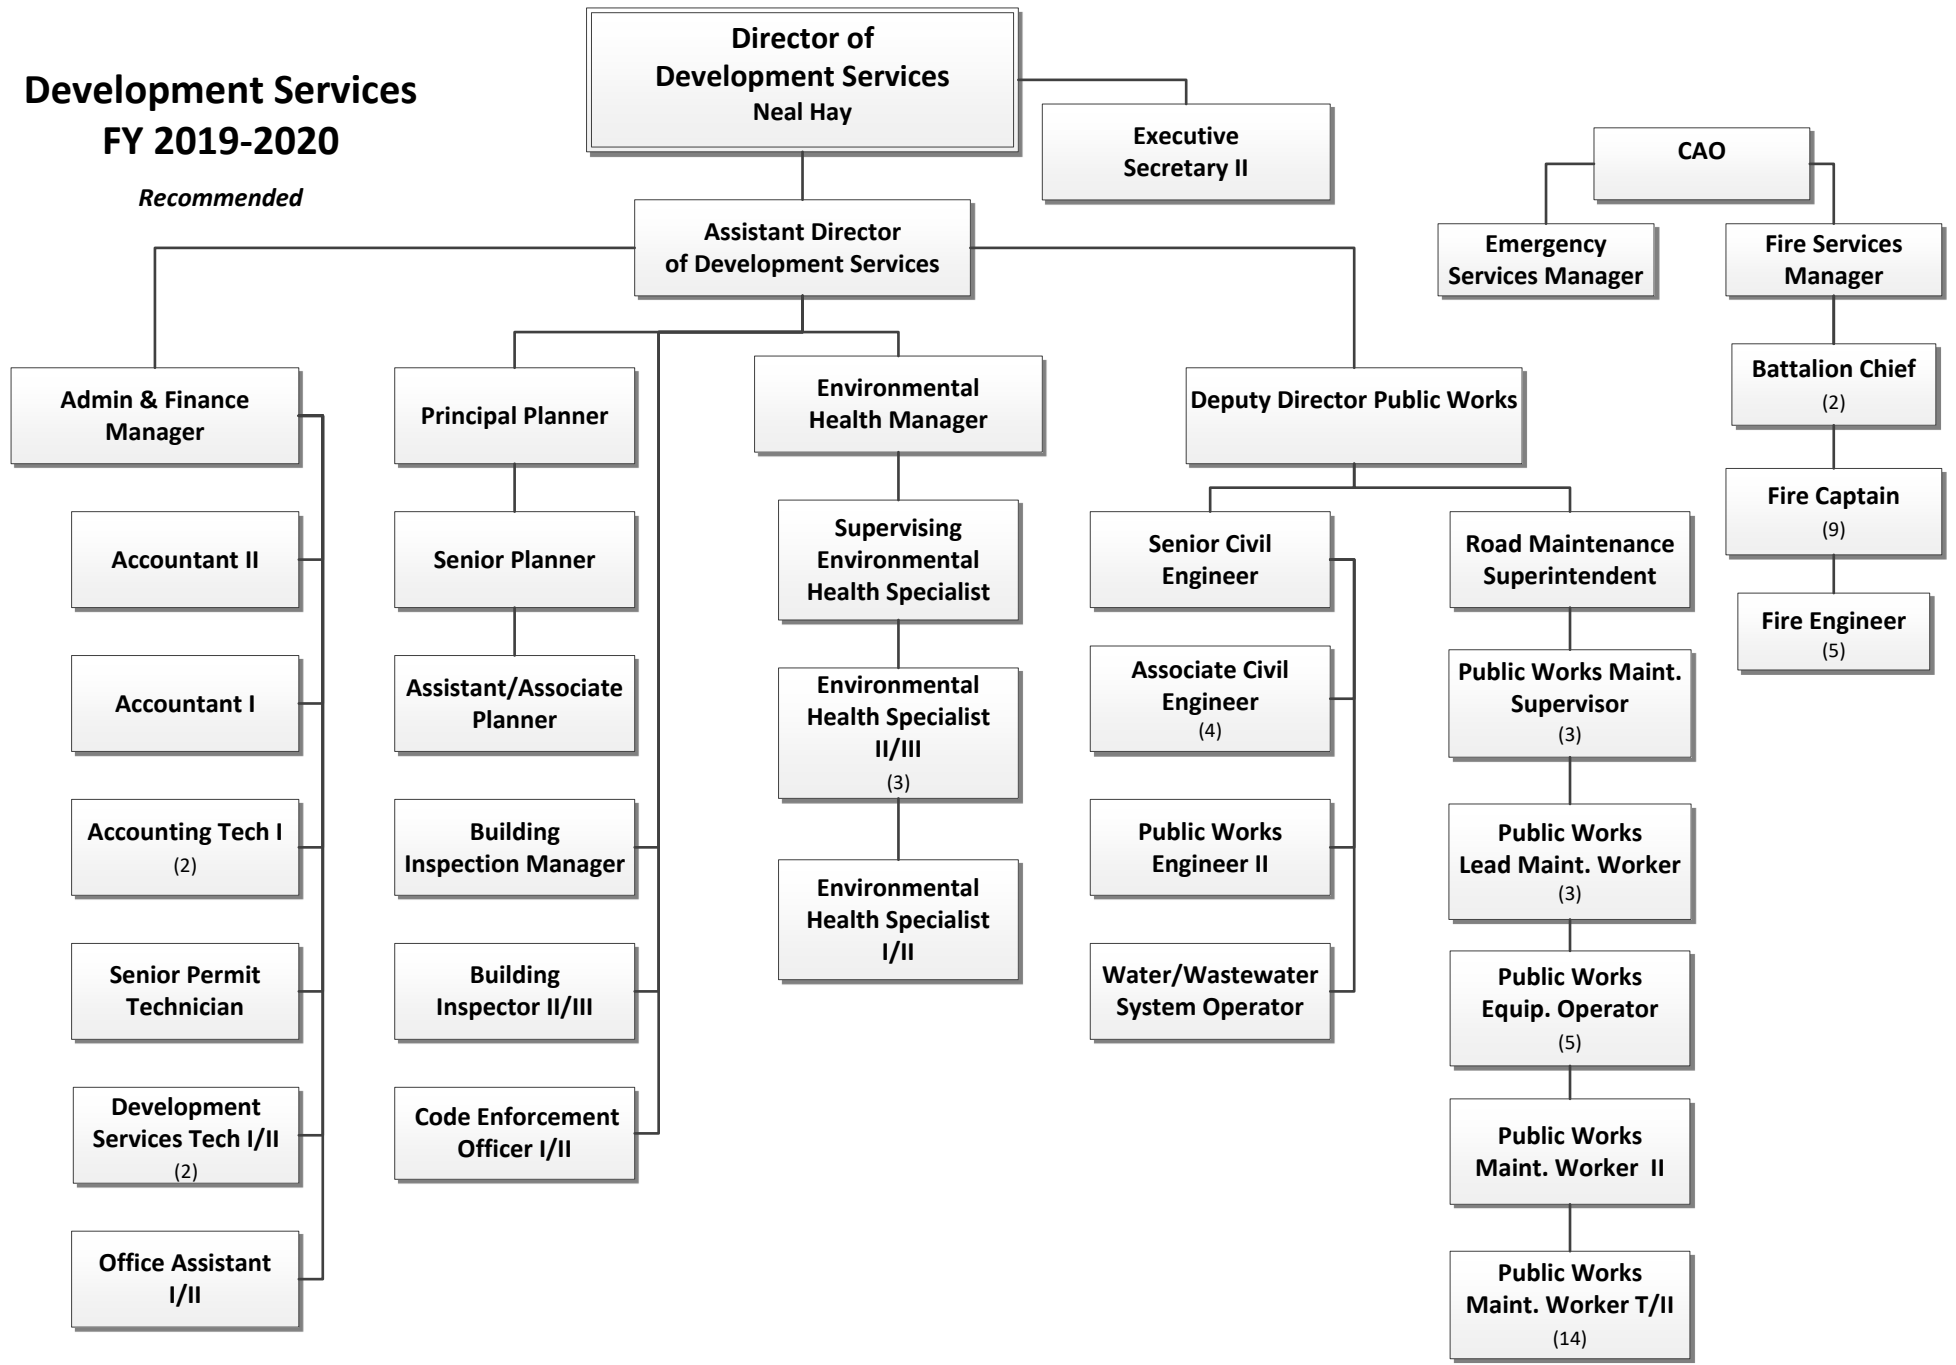 Development Services
FY 2019-2020
Recommended
Director of
Development Services
Neal Hay
Executive
Secretary II
Assistant Director
of Development Services
CAO
Emergency
Services Manager
Fire Services
Manager
Battalion Chief
(2)
Fire Captain
(9)
Fire Engineer
(5)
Admin & Finance
Manager
Accountant II
Accountant I
Accounting Tech I
(2)
Senior Permit
Technician
Development
Services Tech I/II
(2)
Office Assistant
I/II
Principal Planner
Senior Planner
Assistant/Associate
Planner
Building
Inspection Manager
Building
Inspector II/III
Code Enforcement
Officer I/II
Environmental
Health Manager
Supervising
Environmental
Health Specialist
Environmental
Health Specialist
II/III
(3)
Environmental
Health Specialist
I/II
Deputy Director Public Works
Senior Civil
Engineer
Associate Civil
Engineer
(4)
Public Works
Engineer II
Water/Wastewater
System Operator
Road Maintenance
Superintendent
Public Works Maint.
Supervisor
(3)
Public Works
Lead Maint. Worker
(3)
Public Works
Equip. Operator
(5)
Public Works
Maint. Worker  II
Public Works
Maint. Worker T/II
(14)